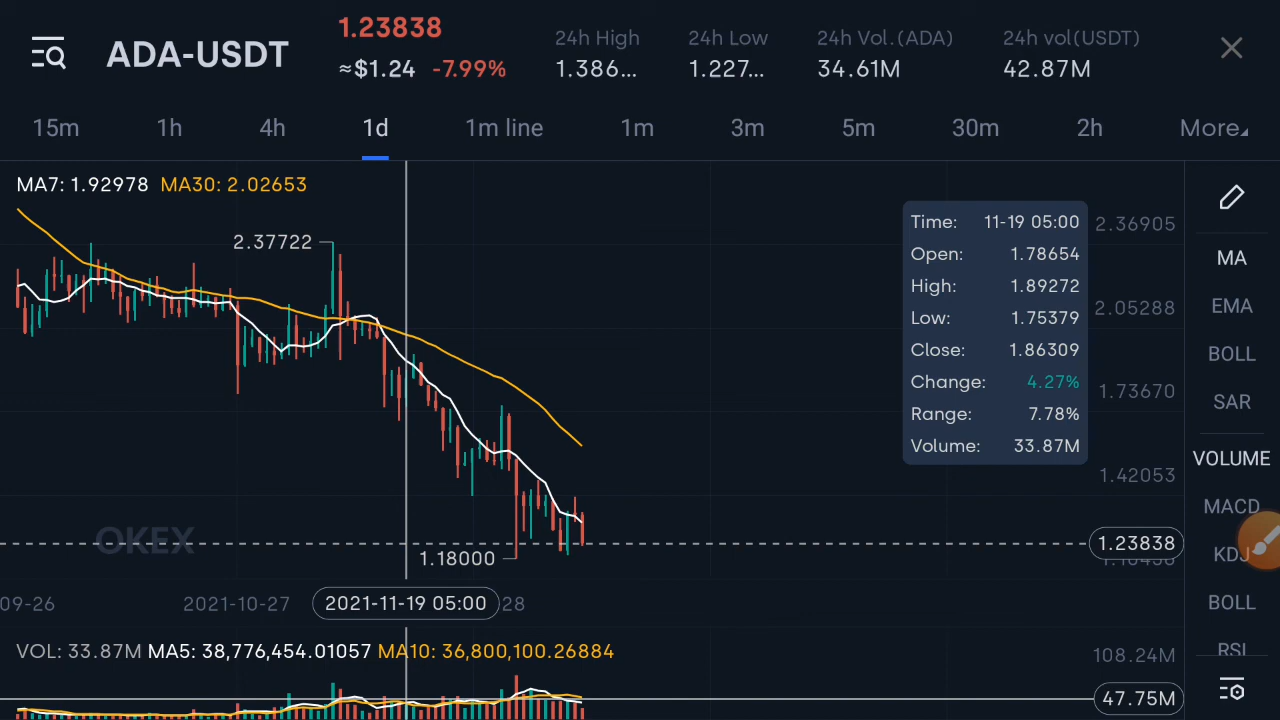 ADA-USDT
1.23838
≈$1.24 -7.99%
24h High
1.386...
24h Low
1.227...
24h Vol.(ADA)
34.61M
24h vol(USDT)
42.87M
15m 1h 4h 1d 1m line 1m 3m 5m 30m 2h More
MA7: 1.92978 MA30: 2.02653
2.37722
1.18000
OKEX
Time: 11-19 05:00
Open: 1.78654
High: 1.89272
Low: 1.75379
Close: 1.86309
Change: 4.27%
Range: 7.78%
Volume: 33.87M
2.36905
2.05288
1.73670
1.42053
1.23838
MA
EMA
BOLL
SAR
VOLUME
MACD
KDJ
BOLL
RSI
09-26 2021-10-27 2021-11-19 05:00 28
VOL: 33.87M MA5: 38,776,454.01057 MA10: 36,800,100.26884
108.24M
47.75M